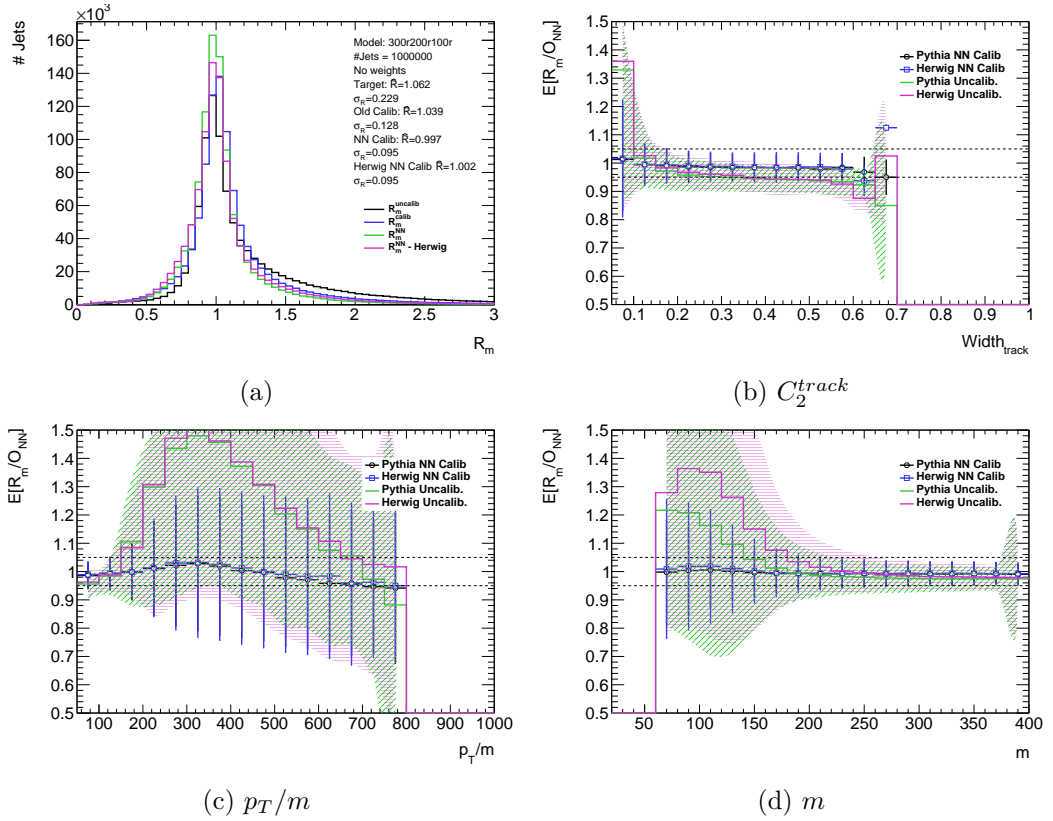 # Jets
×10³
160
140
120
100
80
60
40
20
0
Model: 300r200r100r
#Jets = 1000000
No weights
Target: R̄=1.062
σ_R=0.229
Old Calib: R̄=1.039
σ_R=0.128
NN Calib: R̄=0.997
σ_R=0.095
Herwig NN Calib R̄=1.002
σ_R=0.095
R_m^uncalib
R_m^calib
R_m^NN
R_m^NN - Herwig
0 0.5 1 1.5 2 2.5 3
R_m
(a)
E[R_m/O_NN]
1.5
1.4
1.3
1.2
1.1
1
0.9
0.8
0.7
0.6
0.5
Pythia NN Calib
Herwig NN Calib
Pythia Uncalib.
Herwig Uncalib.
0.1 0.2 0.3 0.4 0.5 0.6 0.7 0.8 0.9 1
Width_track
(b) C_2^track
E[R_m/O_NN]
1.5
1.4
1.3
1.2
1.1
1
0.9
0.8
0.7
0.6
0.5
Pythia NN Calib
Herwig NN Calib
Pythia Uncalib.
Herwig Uncalib.
100 200 300 400 500 600 700 800 900 1000
p_T/m
(c) p_T/m
E[R_m/O_NN]
1.5
1.4
1.3
1.2
1.1
1
0.9
0.8
0.7
0.6
0.5
Pythia NN Calib
Herwig NN Calib
Pythia Uncalib.
Herwig Uncalib.
50 100 150 200 250 300 350 400
m
(d) m